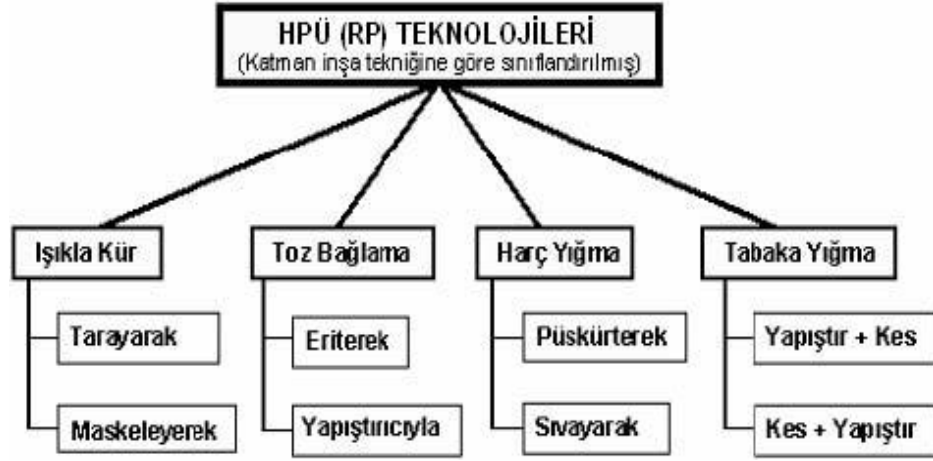 HPÜ (RP) TEKNOLOJİLERİ
(Katman inşa tekniğine göre sınıflandırılmış)
Işıkla Kür
Tarayarak
Maskeleyerek
Toz Bağlama
Eriterek
Yapıştırıcıyla
Harç Yığma
Püskürterek
Sıvayarak
Tabaka Yığma
Yapıştır + Kes
Kes + Yapıştır